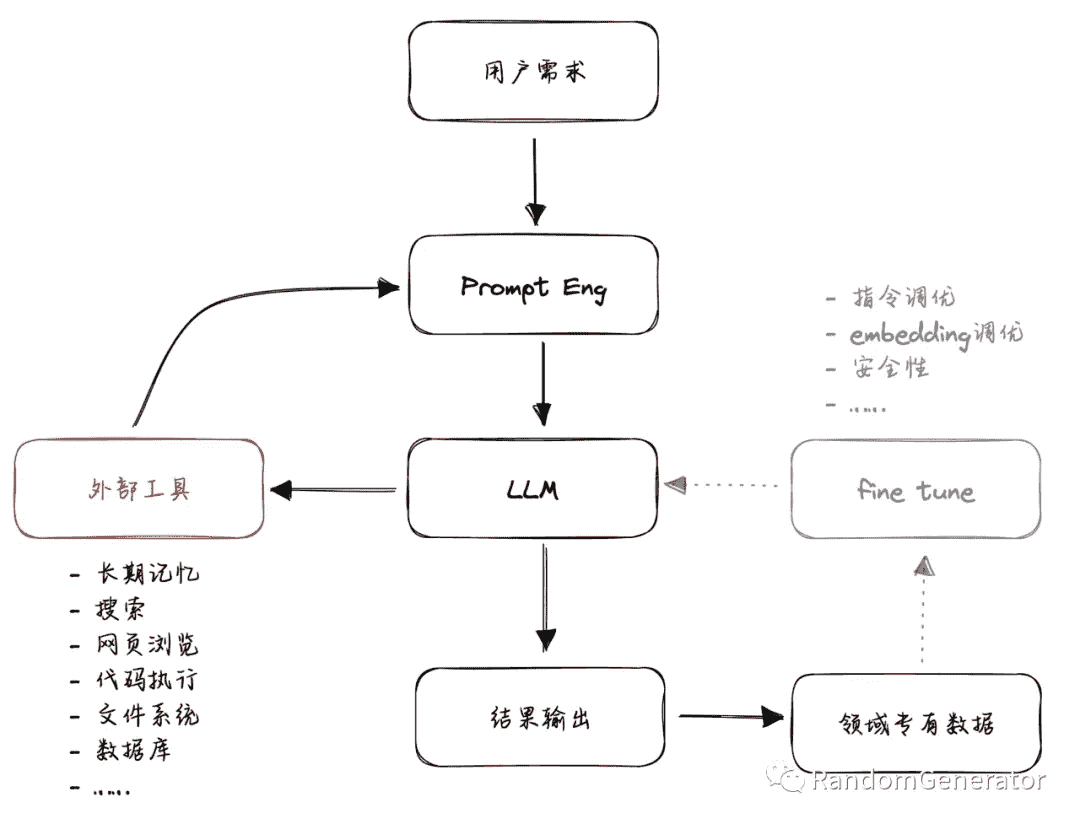 用户需求
Prompt Eng
- 指令调优
- embedding调优
- 安全性
- ......
外部工具
LLM
fine tune
- 长期记忆
- 搜索
- 网页浏览
- 代码执行
- 文件系统
- 数据库
- ......
结果输出
领域专有数据
RandomGenerator